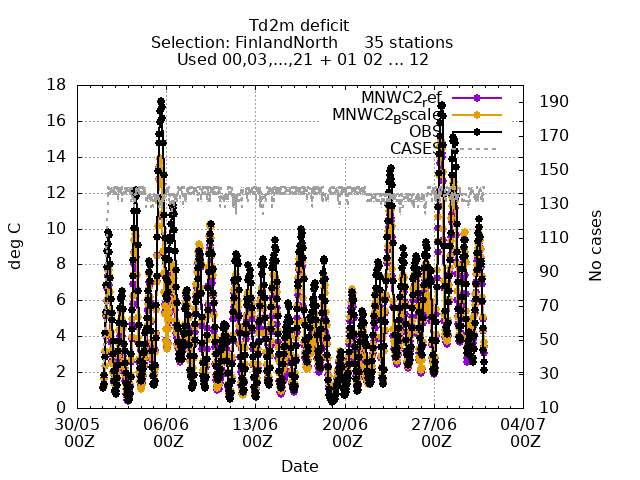 Td2m deficit
Selection: FinlandNorth 35 stations
Used 00,03,...,21 + 01 02 ... 12
MNWC2
MNWC2_Bscale
OBS
CASES
18
16
14
12
10
8
6
4
2
0
190
170
150
130
110
90
70
50
30
10
deg C
No cases
30/05 06/06 13/06 20/06 27/06 04/07
00Z 00Z 00Z 00Z 00Z 00Z
Date